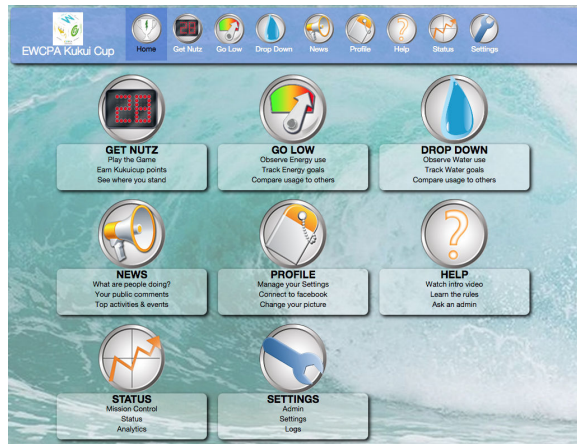 EWC
EWCPA Kukui Cup
Home
Get Nutz
Go Low
Drop Down
News
Profile
Help
Status
Settings
GET NUTZ
Play the Game
Earn Kukuicup points
See where you stand
GO LOW
Observe Energy use
Track Energy goals
Compare usage to others
DROP DOWN
Observe Water use
Track Water goals
Compare usage to others
NEWS
What are people doing?
Your public comments
Top activities & events
PROFILE
Manage your Settings
Connect to facebook
Change your picture
HELP
Watch intro video
Learn the rules
Ask an admin
STATUS
Mission Control
Status
Analytics
SETTINGS
Admin
Settings
Logs